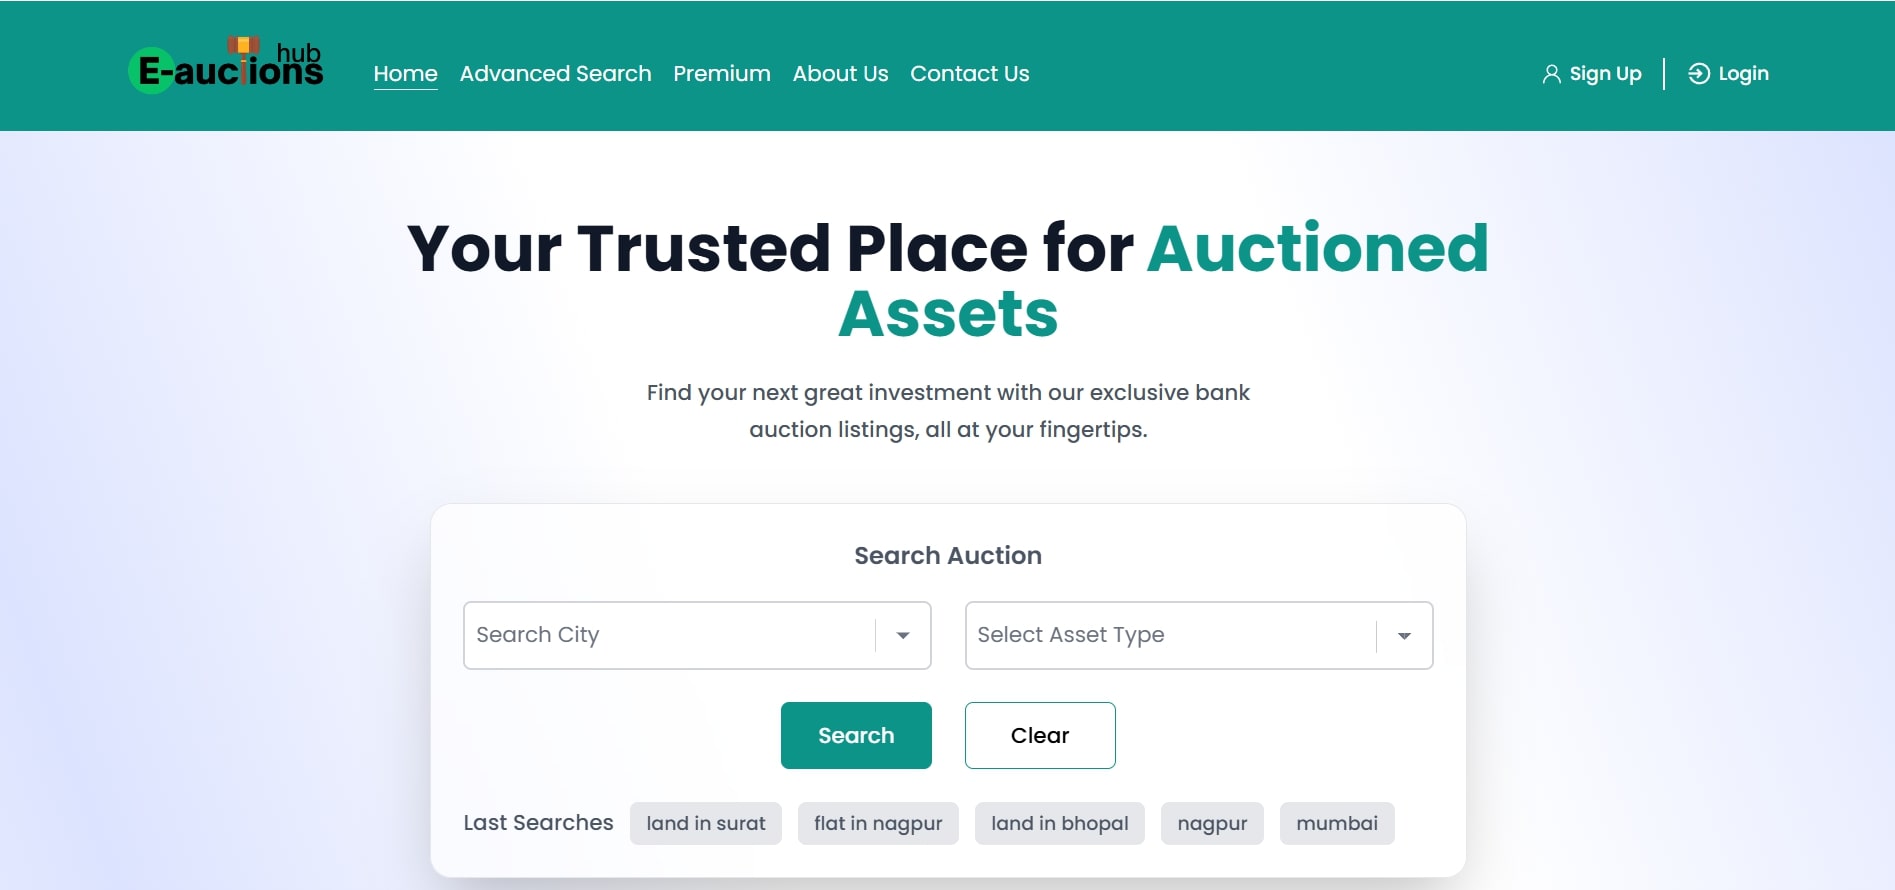 E-auctions hub
Home Advanced Search Premium About Us Contact Us Sign Up Login
Your Trusted Place for Auctioned
Assets
Find your next great investment with our exclusive bank
auction listings, all at your fingertips.
Search Auction
Search City Select Asset Type
Search Clear
Last Searches land in surat flat in nagpur land in bhopal nagpur mumbai